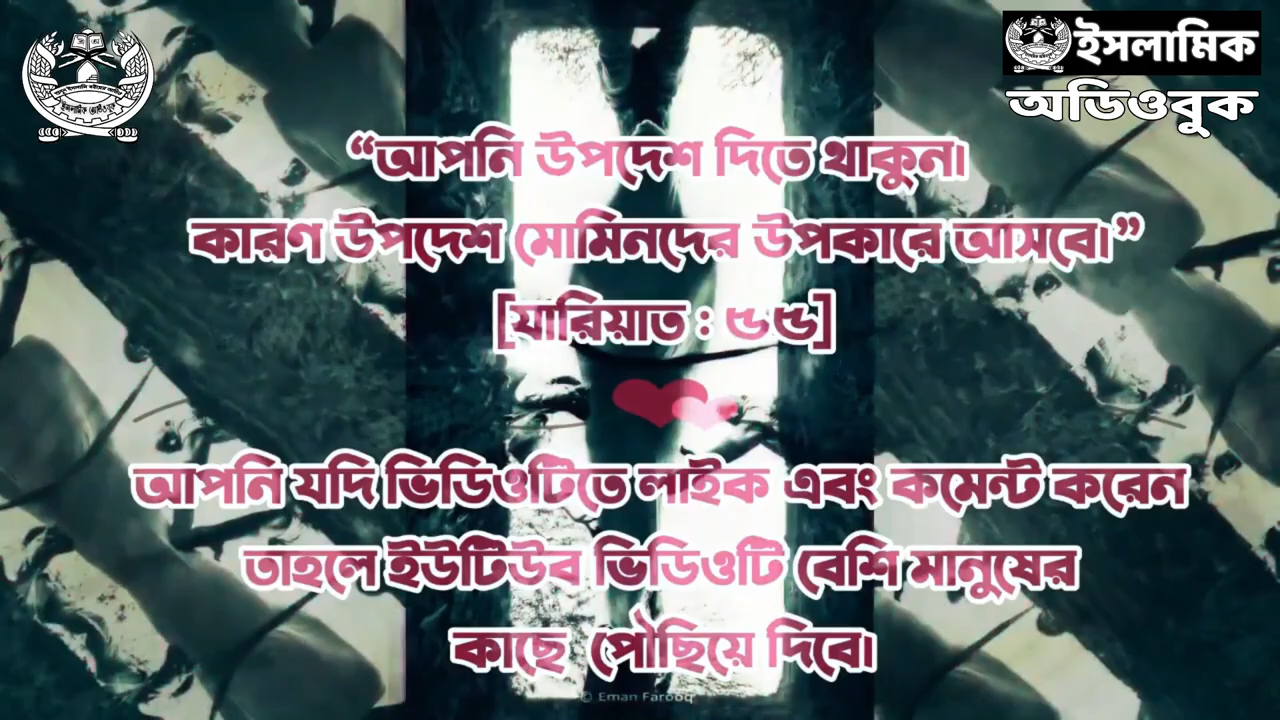 ইসলামিক
অডিওবুক
“আপনি উপদেশ দিতে থাকুন।
কারণ উপদেশ মোমিনদের উপকারে আসবে।”
[যারিয়াত : ৫৫]
আপনি যদি ভিডিওটিতে লাইক এবং কমেন্ট করেন
তাহলে ইউটিউব ভিডিওটি বেশি মানুষের
কাছে পৌছিয়ে দিবে।
© Eman Farooq